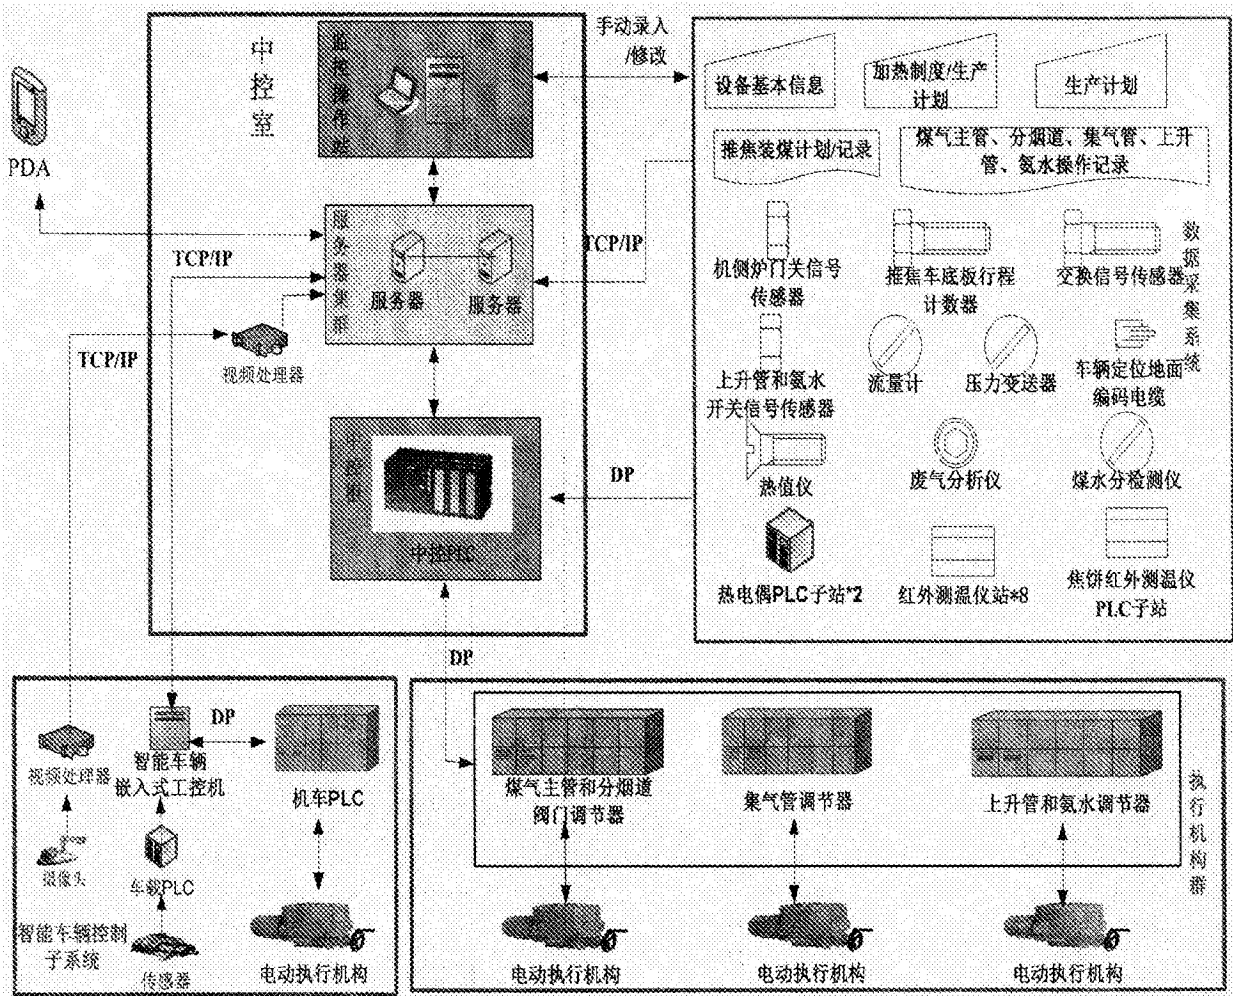 中控室
监控操作站
手动录入
/修改
设备基本信息
加热制度/生产
计划
生产计划
推焦装煤计划/记录
煤气主管、分烟道、集气管、上升
管、氨水操作记录
PDA
TCP/IP
服务器集群
服务器
服务器
TCP/IP
机侧炉门关信号
传感器
推焦车底板行程
计数器
交换信号传感器
数据采集系统
TCP/IP
视频处理器
上升管和氨水
开关信号传感器
流量计
压力变送器
车辆定位地面
编码电缆
中控PLC
DP
热值仪
废气分析仪
煤水分检测仪
热电偶PLC子站*2
红外测温仪站*8
焦饼红外测温仪
PLC子站
DP
视频处理器
智能车辆
嵌入式工控机
DP
机车PLC
煤气主管和分烟道
阀门调节器
集气管调节器
上升管和氨水调节器
执行机构群
摄像头
车载PLC
智能车辆控制
子系统
传感器
电动执行机构
电动执行机构
电动执行机构
电动执行机构